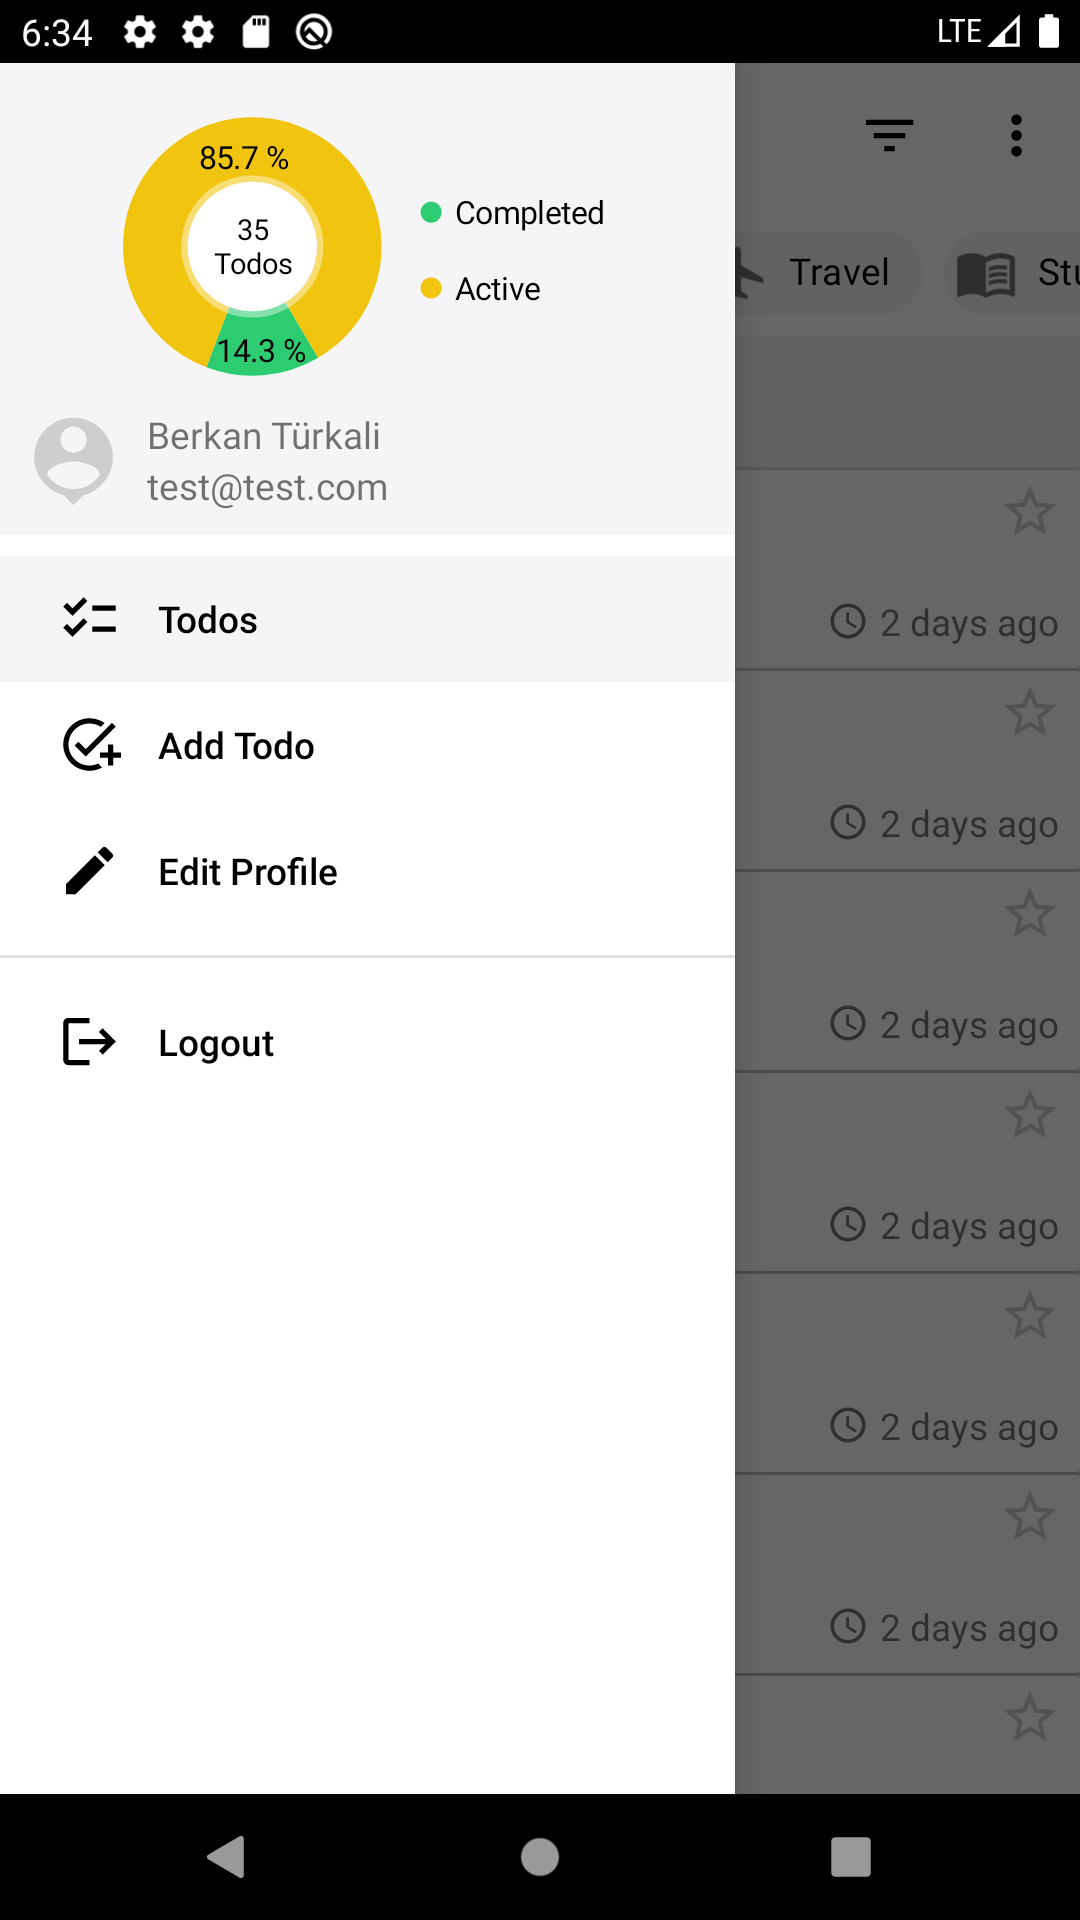 6:34
LTE
85.7 %
35
Todos
14.3 %
Completed
Active
Travel
Berkan Türkali
test@test.com
Todos
Add Todo
Edit Profile
Logout
2 days ago
2 days ago
2 days ago
2 days ago
2 days ago
2 days ago